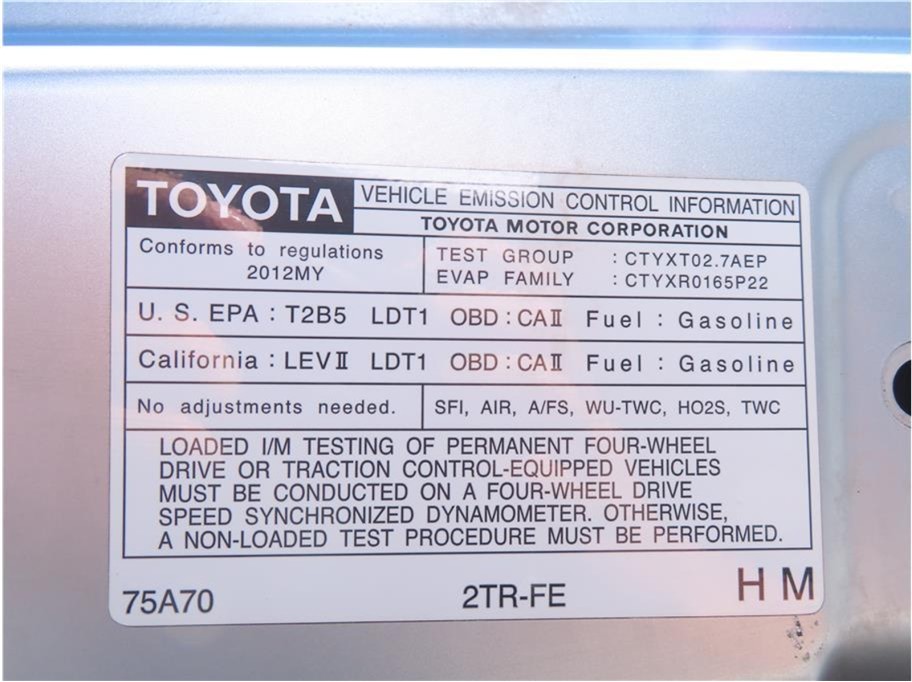 TOYOTA VEHICLE EMISSION CONTROL INFORMATION
TOYOTA MOTOR CORPORATION
Conforms to regulations
2012MY
TEST GROUP : CTYXT02.7AEP
EVAP FAMILY : CTYXR0165P22
U. S. EPA : T2B5 LDT1 OBD : CAⅡ Fuel : Gasoline
California : LEVⅡ LDT1 OBD : CAⅡ Fuel : Gasoline
No adjustments needed. SFI, AIR, A/FS, WU-TWC, HO2S, TWC
LOADED I/M TESTING OF PERMANENT FOUR-WHEEL
DRIVE OR TRACTION CONTROL-EQUIPPED VEHICLES
MUST BE CONDUCTED ON A FOUR-WHEEL DRIVE
SPEED SYNCHRONIZED DYNAMOMETER. OTHERWISE,
A NON-LOADED TEST PROCEDURE MUST BE PERFORMED.
75A70 2TR-FE H M